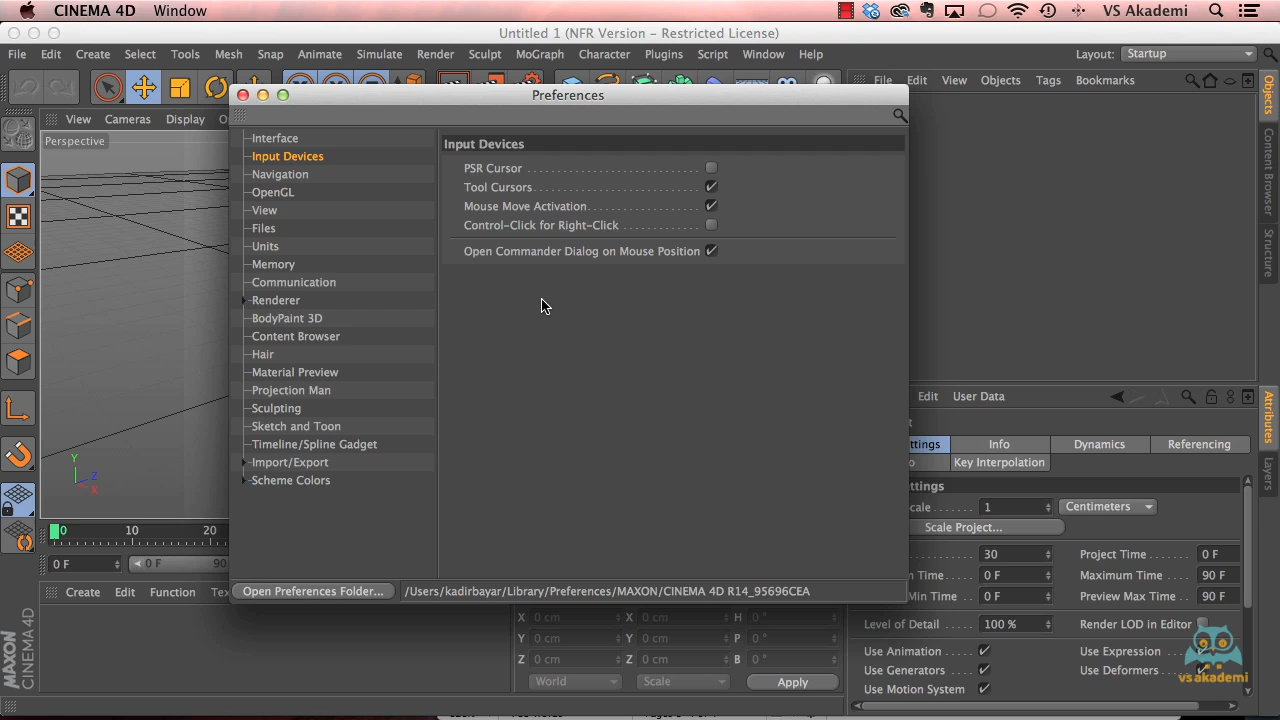 CINEMA 4D Window VS Akademi
Untitled 1 (NFR Version - Restricted License)
File Edit Create Select Tools Mesh Snap Animate Simulate Render Sculpt MoGraph Character Plugins Script Window Help Layout: Startup
File Edit View Objects Tags Bookmarks
Preferences
View Cameras Display
Perspective
Interface
Input Devices
Navigation
OpenGL
View
Files
Units
Memory
Communication
Renderer
BodyPaint 3D
Content Browser
Hair
Material Preview
Projection Man
Sculpting
Sketch and Toon
Timeline/Spline Gadget
Import/Export
Scheme Colors
Input Devices
PSR Cursor
Tool Cursors
Mouse Move Activation
Control-Click for Right-Click
Open Commander Dialog on Mouse Position
Open Preferences Folder... /Users/kadirbayar/Library/Preferences/MAXON/CINEMA 4D R14_95696CEA
Objects
Content Browser
Structure
Attributes
Layers
Edit User Data
ttings Info Dynamics Referencing
o Key Interpolation
ttings
cale 1 Centimeters
Scale Project...
30 Project Time 0 F
Time 0 F Maximum Time 90 F
Min Time 0 F Preview Max Time 90 F
Level of Detail 100 % Render LOD in Editor
Use Animation Use Expression
Use Generators Use Deformers
Use Motion System
vsakademi
Y
Z
X
0 10 20
0 F 0 F 90
Create Edit Function Tex
X 0 cm X 0 cm H 0 °
Y 0 cm Y 0 cm P 0 °
Z 0 cm Z 0 cm B 0 °
World Scale Apply
MAXON
CINEMA 4D